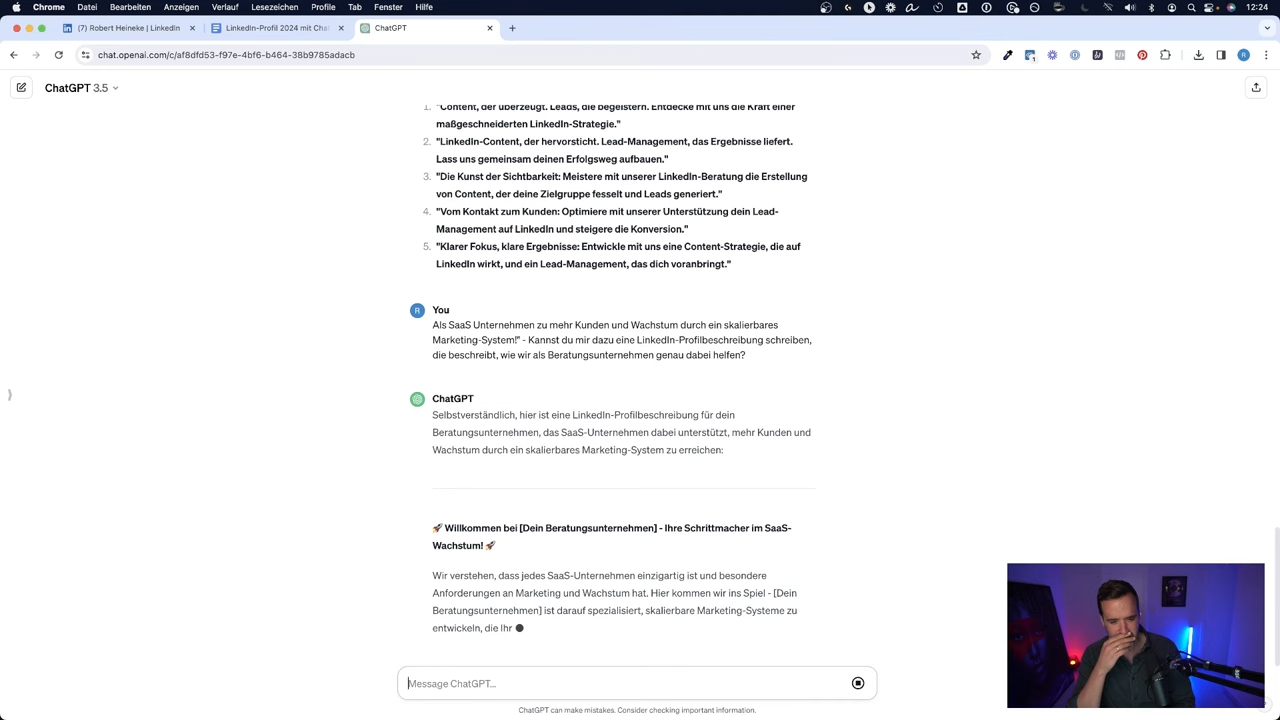 Chrome Datei Bearbeiten Anzeigen Verlauf Lesezeichen Profile Tab Fenster Hilfe 12:24
(7) Robert Heineke | LinkedIn LinkedIn-Profil 2024 mit Chat ChatGPT
chat.openai.com/c/af8dfd53-f97e-4bf6-b464-38b9785adacb R
ChatGPT 3.5
1. "Content, der überzeugt. Leads, die begeistern. Entdecke mit uns die Kraft einer
maßgeschneiderten LinkedIn-Strategie."
2. "LinkedIn-Content, der hervorsticht. Lead-Management, das Ergebnisse liefert.
Lass uns gemeinsam deinen Erfolgsweg aufbauen."
3. "Die Kunst der Sichtbarkeit: Meistere mit unserer LinkedIn-Beratung die Erstellung
von Content, der deine Zielgruppe fesselt und Leads generiert."
4. "Vom Kontakt zum Kunden: Optimiere mit unserer Unterstützung dein Lead-
Management auf LinkedIn und steigere die Konversion."
5. "Klarer Fokus, klare Ergebnisse: Entwickle mit uns eine Content-Strategie, die auf
LinkedIn wirkt, und ein Lead-Management, das dich voranbringt."
R You
Als SaaS Unternehmen zu mehr Kunden und Wachstum durch ein skalierbares
Marketing-System!" - Kannst du mir dazu eine LinkedIn-Profilbeschreibung schreiben,
die beschreibt, wie wir als Beratungsunternehmen genau dabei helfen?
ChatGPT
Selbstverständlich, hier ist eine LinkedIn-Profilbeschreibung für dein
Beratungsunternehmen, das SaaS-Unternehmen dabei unterstützt, mehr Kunden und
Wachstum durch ein skalierbares Marketing-System zu erreichen:
🚀 Willkommen bei [Dein Beratungsunternehmen] - Ihre Schrittmacher im SaaS-
Wachstum! 🚀
Wir verstehen, dass jedes SaaS-Unternehmen einzigartig ist und besondere
Anforderungen an Marketing und Wachstum hat. Hier kommen wir ins Spiel - [Dein
Beratungsunternehmen] ist darauf spezialisiert, skalierbare Marketing-Systeme zu
entwickeln, die Ihr
Message ChatGPT...
ChatGPT can make mistakes. Consider checking important information.